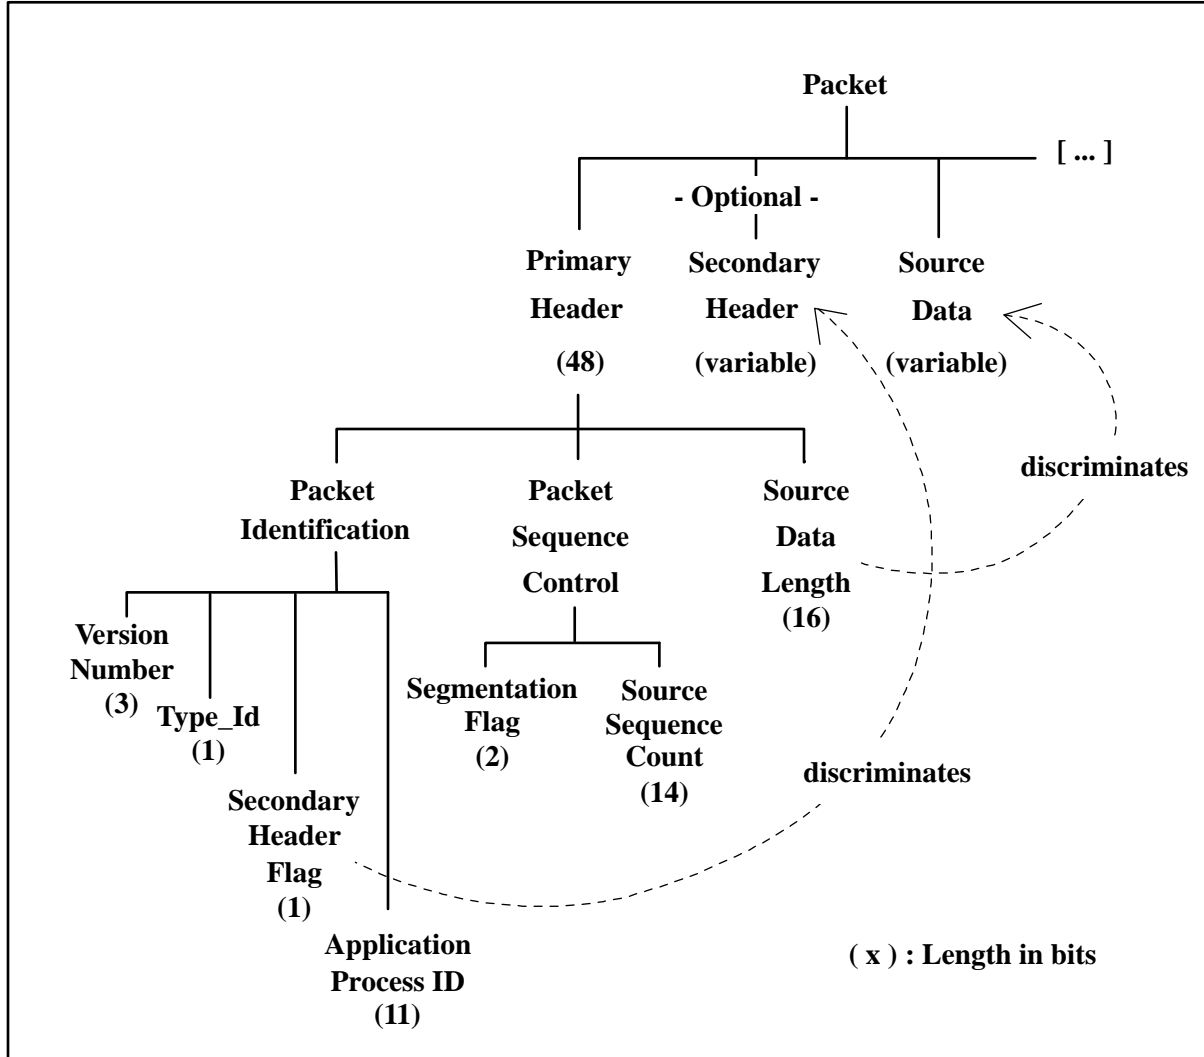 Packet
[ ... ]
- Optional -
Primary
Header
(48)
Secondary
Header
(variable)
Source
Data
(variable)
discriminates
Packet
Identification
Packet
Sequence
Control
Source
Data
Length
(16)
Version
Number
(3)
Type_Id
(1)
Secondary
Header
Flag
(1)
Application
Process ID
(11)
Segmentation
Flag
(2)
Source
Sequence
Count
(14)
discriminates
( x ) : Length in bits